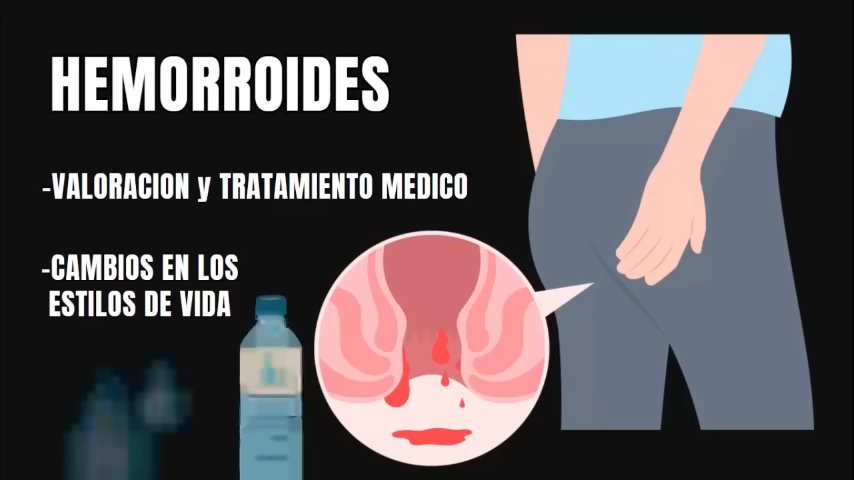 HEMORROIDES
-VALORACION y TRATAMIENTO MEDICO
-CAMBIOS EN LOS
ESTILOS DE VIDA